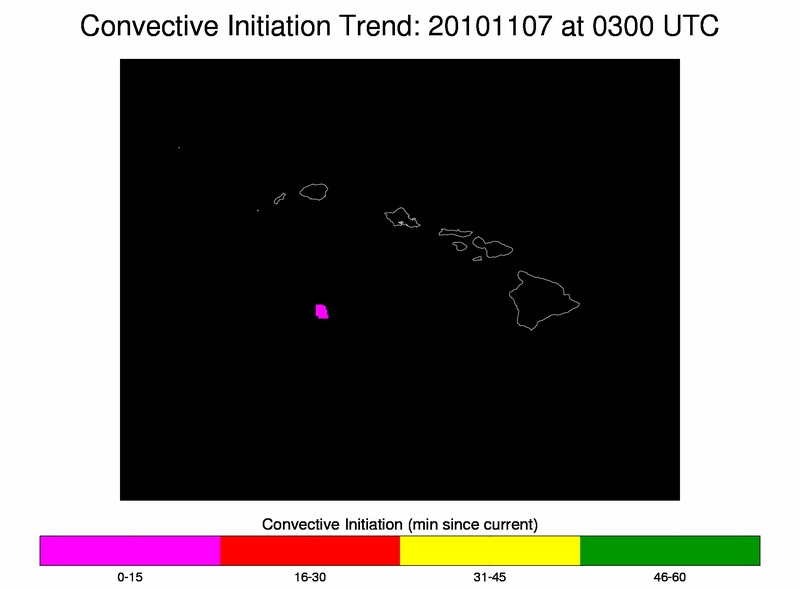 Convective Initiation Trend: 20101107 at 0300 UTC
Convective Initiation (min since current)
0-15 16-30 31-45 46-60